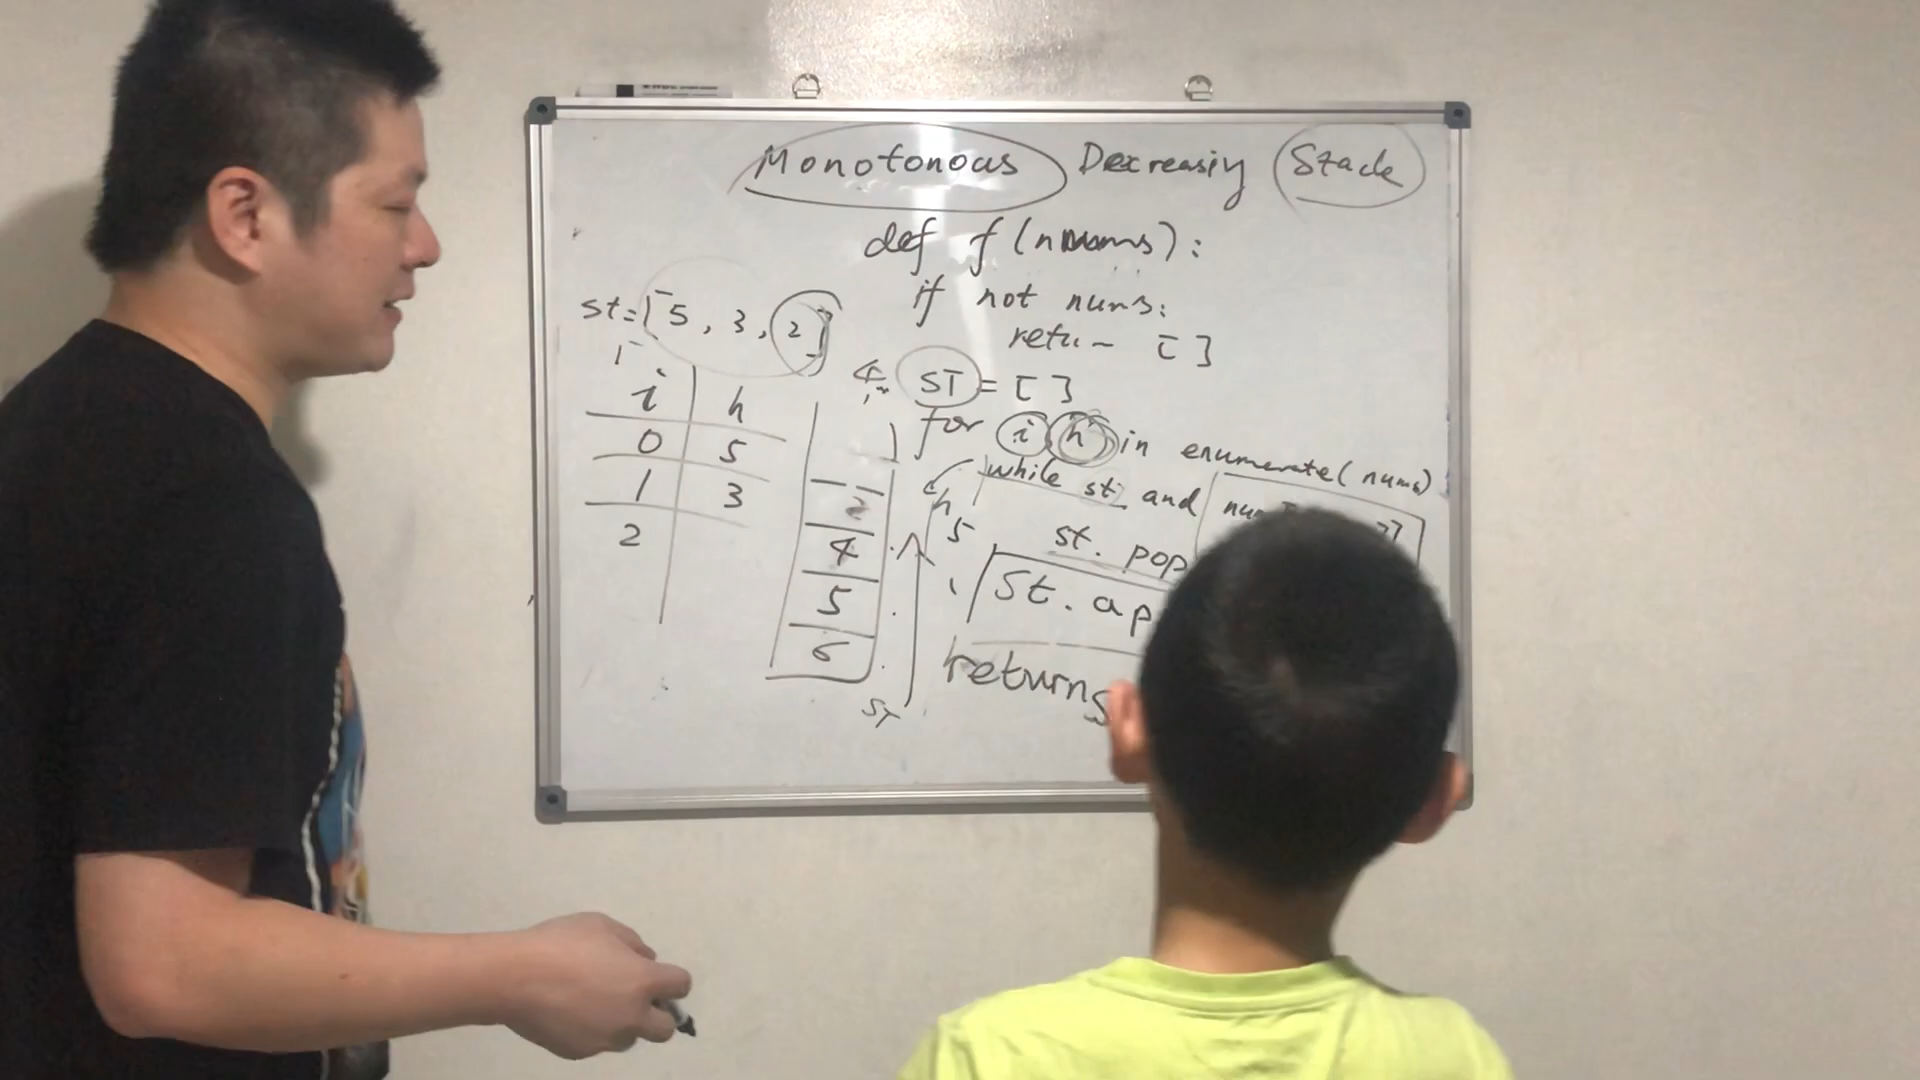 Monotonous Decreasing Stack
def f(nums):
if not nums:
return []
st=[5, 3, 2]
ST = []
for i h in enumerate(nums)
while st and
st. pop
st. ap
returns
i h
0 5
1 3
2
h
5
2
4
5
6
ST